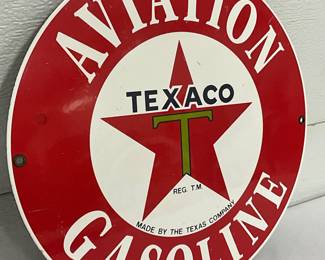 AVIATION
TEXACO
T
REG. T.M.
MADE BY THE TEXAS COMPANY
GASOLINE